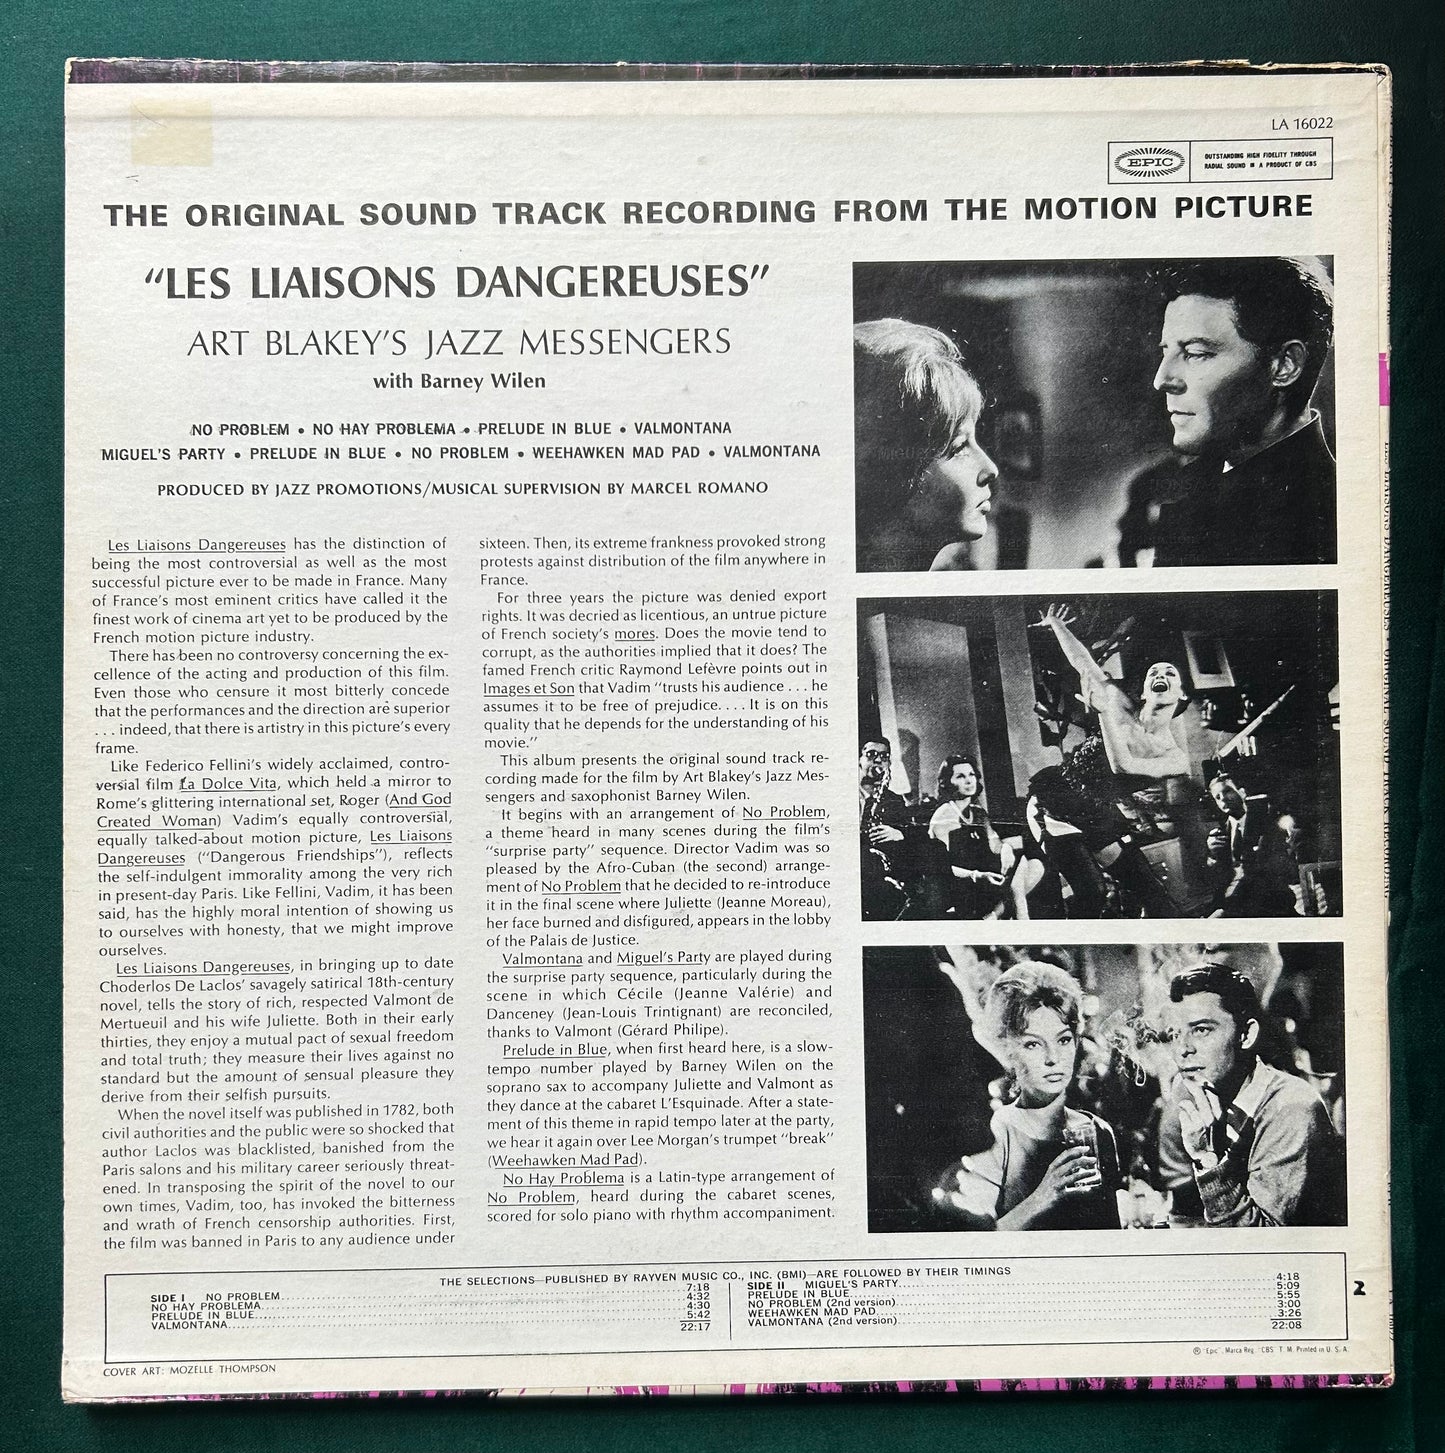 LA 16022
EPIC
OUTSTANDING HIGH FIDELITY THROUGH
RADIAL SOUND ■ A PRODUCT OF CBS
THE ORIGINAL SOUND TRACK RECORDING FROM THE MOTION PICTURE
“LES LIAISONS DANGEREUSES”
ART BLAKEY’S JAZZ MESSENGERS
with Barney Wilen
NO PROBLEM • NO HAY PROBLEMA • PRELUDE IN BLUE • VALMONTANA
MIGUEL’S PARTY • PRELUDE IN BLUE • NO PROBLEM • WEEHAWKEN MAD PAD • VALMONTANA
PRODUCED BY JAZZ PROMOTIONS/MUSICAL SUPERVISION BY MARCEL ROMANO
Les Liaisons Dangereuses has the distinction of
being the most controversial as well as the most
successful picture ever to be made in France. Many
of France’s most eminent critics have called it the
finest work of cinema art yet to be produced by the
French motion picture industry.
There has been no controversy concerning the ex-
cellence of the acting and production of this film.
Even those who censure it most bitterly concede
that the performances and the direction are superior
. . . indeed, that there is artistry in this picture’s every
frame.
Like Federico Fellini’s widely acclaimed, contro-
versial film La Dolce Vita, which held a mirror to
Rome’s glittering international set, Roger (And God
Created Woman) Vadim’s equally controversial,
equally talked-about motion picture, Les Liaisons
Dangereuses (“Dangerous Friendships”), reflects
the self-indulgent immorality among the very rich
in present-day Paris. Like Fellini, Vadim, it has been
said, has the highly moral intention of showing us
to ourselves with honesty, that we might improve
ourselves.
Les Liaisons Dangereuses, in bringing up to date
Choderlos De Laclos’ savagely satirical 18th-century
novel, tells the story of rich, respected Valmont de
Mertueuil and his wife Juliette. Both in their early
thirties, they enjoy a mutual pact of sexual freedom
and total truth; they measure their lives against no
standard but the amount of sensual pleasure they
derive from their selfish pursuits.
When the novel itself was published in 1782, both
civil authorities and the public were so shocked that
author Laclos was blacklisted, banished from the
Paris salons and his military career seriously threat-
ened. In transposing the spirit of the novel to our
own times, Vadim, too, has invoked the bitterness
and wrath of French censorship authorities. First,
the film was banned in Paris to any audience under
sixteen. Then, its extreme frankness provoked strong
protests against distribution of the film anywhere in
France.
For three years the picture was denied export
rights. It was decried as licentious, an untrue picture
of French society’s mores. Does the movie tend to
corrupt, as the authorities implied that it does? The
famed French critic Raymond Lefèvre points out in
Images et Son that Vadim “trusts his audience . . . he
assumes it to be free of prejudice. . . . It is on this
quality that he depends for the understanding of his
movie.”
This album presents the original sound track re-
cording made for the film by Art Blakey’s Jazz Mes-
sengers and saxophonist Barney Wilen.
It begins with an arrangement of No Problem,
a theme heard in many scenes during the film’s
“surprise party” sequence. Director Vadim was so
pleased by the Afro-Cuban (the second) arrange-
ment of No Problem that he decided to re-introduce
it in the final scene where Juliette (Jeanne Moreau),
her face burned and disfigured, appears in the lobby
of the Palais de Justice.
Valmontana and Miguel’s Party are played during
the surprise party sequence, particularly during the
scene in which Cécile (Jeanne Valérie) and
Danceney (Jean-Louis Trintignant) are reconciled,
thanks to Valmont (Gérard Philipe).
Prelude in Blue, when first heard here, is a slow-
tempo number played by Barney Wilen on the
soprano sax to accompany Juliette and Valmont as
they dance at the cabaret L’Esquinade. After a state-
ment of this theme in rapid tempo later at the party,
we hear it again over Lee Morgan’s trumpet “break”
(Weehawken Mad Pad).
No Hay Problema is a Latin-type arrangement of
No Problem, heard during the cabaret scenes,
scored for solo piano with rhythm accompaniment.
THE SELECTIONS—PUBLISHED BY RAYVEN MUSIC CO., INC. (BMI)—ARE FOLLOWED BY THEIR TIMINGS
SIDE I NO PROBLEM 7:18
NO HAY PROBLEMA 4:32
PRELUDE IN BLUE 4:30
VALMONTANA 5:42
22:17
SIDE II MIGUEL’S PARTY 4:18
PRELUDE IN BLUE 5:09
NO PROBLEM (2nd version) 5:55
WEEHAWKEN MAD PAD 3:00
VALMONTANA (2nd version) 3:26
22:08
2
® "Epic", Marca Reg. "CBS" T. M. Printed in U. S. A.
COVER ART: MOZELLE THOMPSON
LES LIAISONS DANGEREUSES • ORIGINAL SOUND TRACK RECORDING